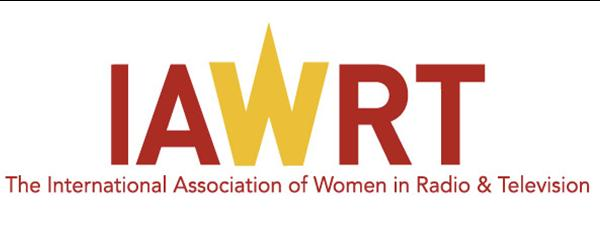 IAWRT
The International Association of Women in Radio & Television